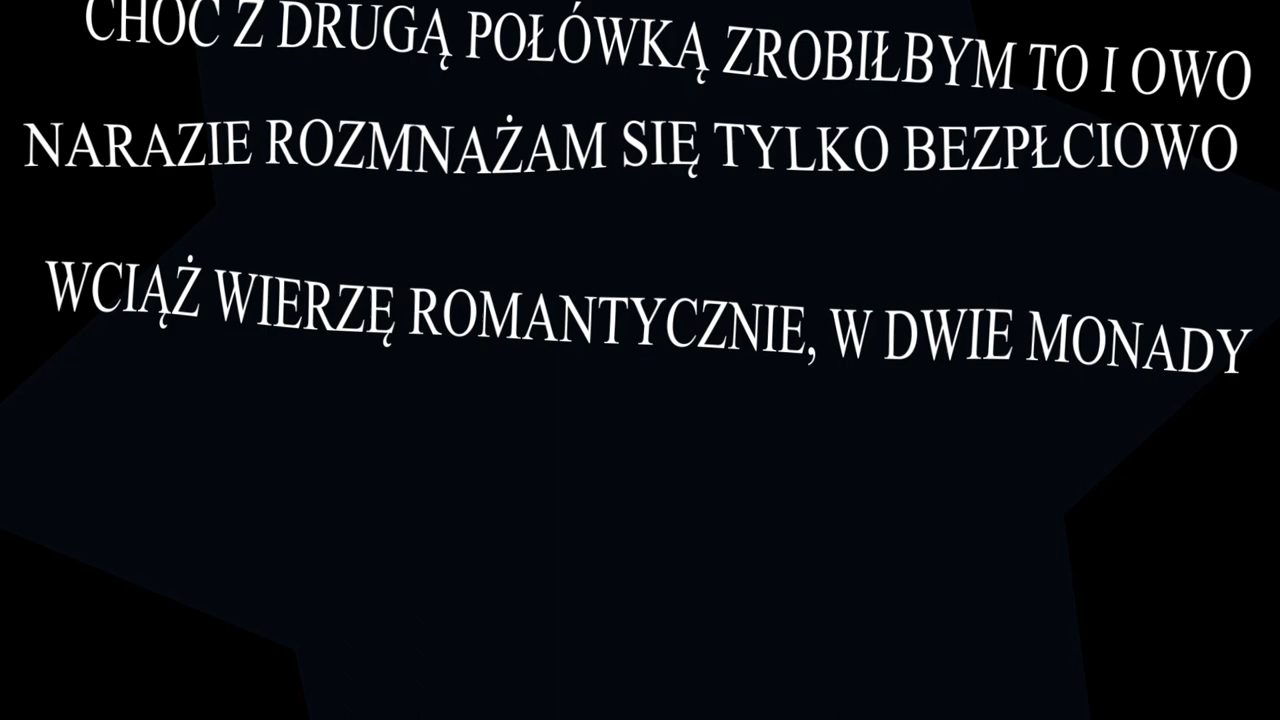 CHOĆ Z DRUGĄ POŁÓWKĄ ZROBIŁBYM TO I OWO
NARAZIE ROZMNAŻAM SIĘ TYLKO BEZPŁCIOWO
WCIĄŻ WIERZĘ ROMANTYCZNIE, W DWIE MONADY